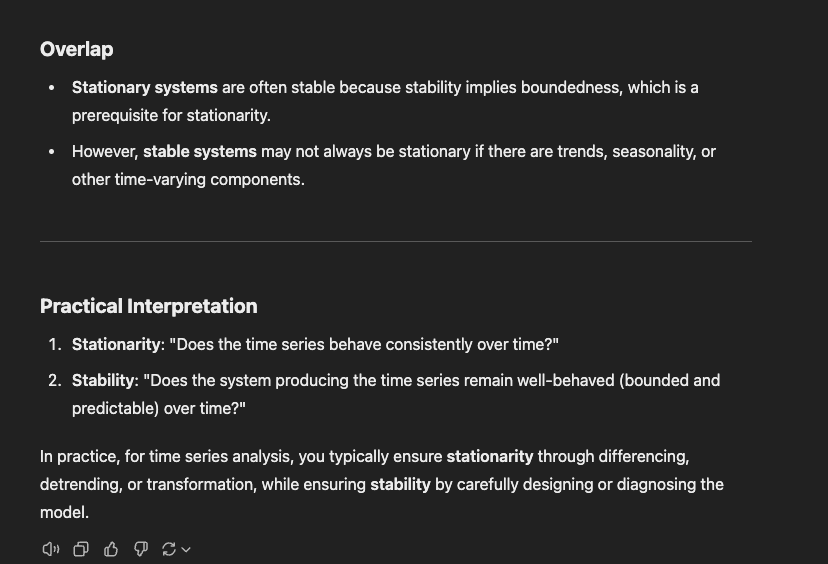 Overlap
• Stationary systems are often stable because stability implies boundedness, which is a
prerequisite for stationarity.
• However, stable systems may not always be stationary if there are trends, seasonality, or
other time-varying components.
Practical Interpretation
1. Stationarity: "Does the time series behave consistently over time?"
2. Stability: "Does the system producing the time series remain well-behaved (bounded and
predictable) over time?"
In practice, for time series analysis, you typically ensure stationarity through differencing,
detrending, or transformation, while ensuring stability by carefully designing or diagnosing the
model.